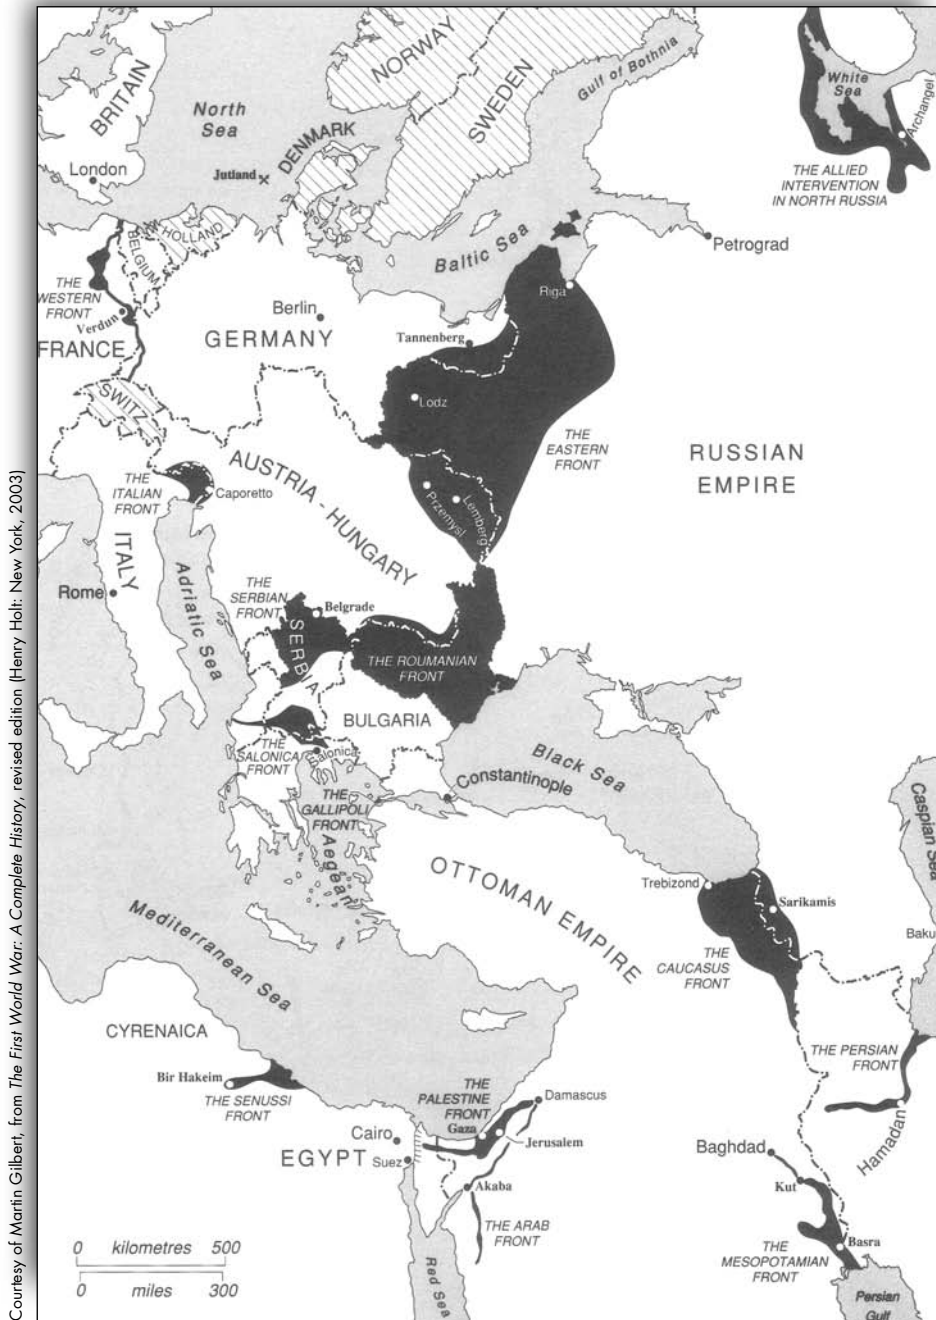 Courtesy of Martin Gilbert, from The First World War: A Complete History, revised edition (Henry Holt: New York, 2003)
NORWAY
SWEDEN
Gulf of Bothnia
White
Sea
Archangel
THE ALLIED
INTERVENTION
IN NORTH RUSSIA
BRITAIN
London
North
Sea
DENMARK
Jutland
HOLLAND
BELGIUM
Baltic Sea
Petrograd
Riga
THE
WESTERN
FRONT
Verdun
FRANCE
Berlin
GERMANY
Tannenberg
Lodz
SWITZ
THE
EASTERN
FRONT
RUSSIAN
EMPIRE
AUSTRIA - HUNGARY
THE
ITALIAN
FRONT
Caporetto
Przemysl
Lemberg
ITALY
Rome
Adriatic Sea
THE
SERBIAN
FRONT
Belgrade
SERBIA
THE ROUMANIAN
FRONT
BULGARIA
THE
SALONICA
FRONT
Salonica
Black Sea
Constantinople
THE
GALLIPOLI
FRONT
Aegean
Caspian Sea
OTTOMAN EMPIRE
Trebizond
Sarikamis
Baku
THE
CAUCASUS
FRONT
Mediterranean Sea
CYRENAICA
Bir Hakeim
THE SENUSSI
FRONT
THE PERSIAN
FRONT
Hamadan
THE
PALESTINE
FRONT
Gaza
Damascus
Jerusalem
Cairo
EGYPT
Suez
Akaba
THE ARAB
FRONT
Baghdad
Kut
Basra
THE
MESOPOTAMIAN
FRONT
Red Sea
Persian
Gulf
0 kilometres 500
0 miles 300